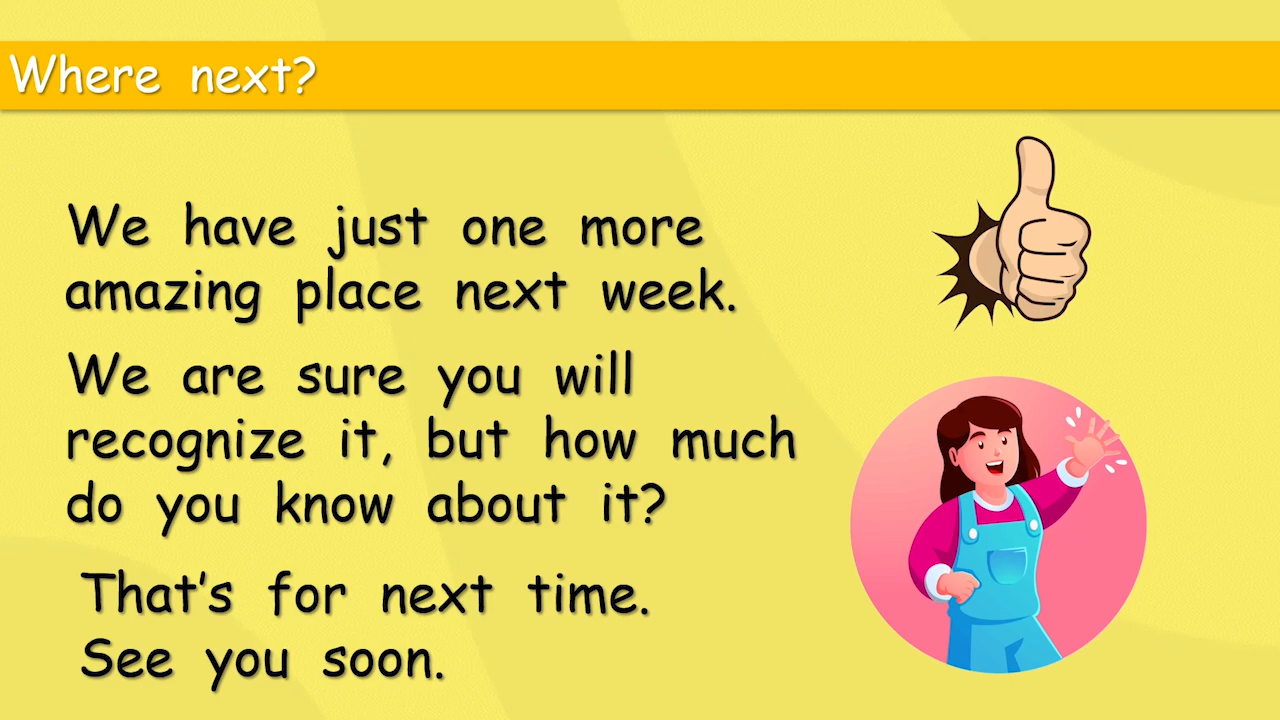 Where next?
We have just one more
amazing place next week.
We are sure you will
recognize it, but how much
do you know about it?
That's for next time.
See you soon.